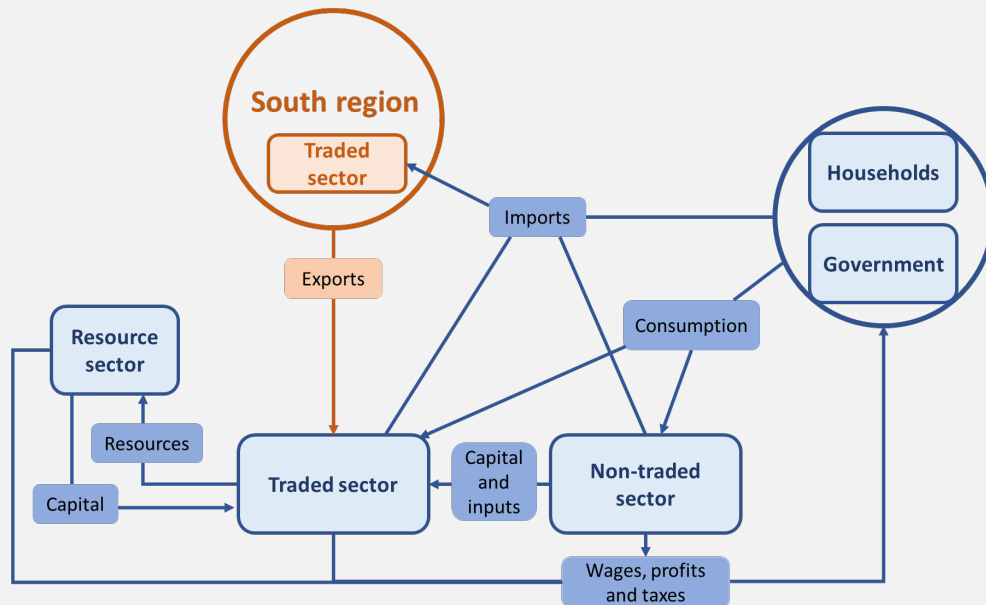 South region
Traded
sector
Households
Imports
Government
Exports
Consumption
Resource
sector
Resources
Capital
Traded sector
Capital
and
inputs
Non-traded
sector
Wages, profits
and taxes